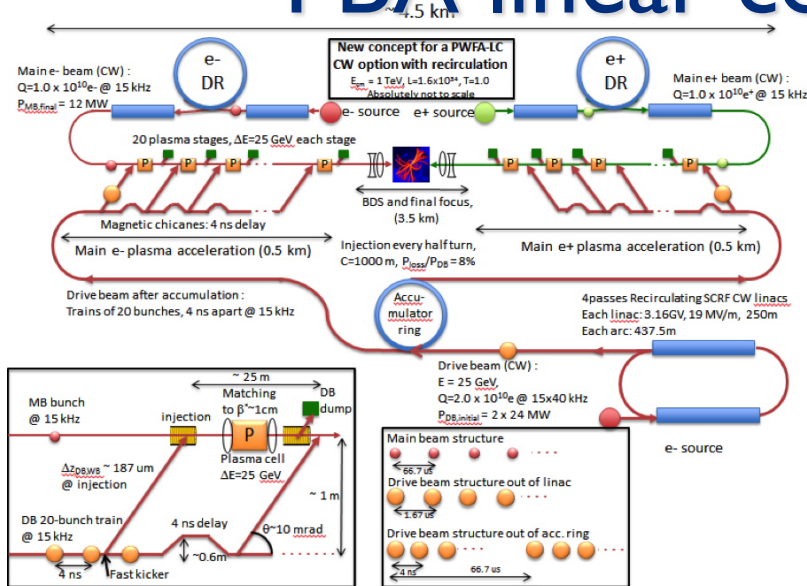 PBA linear co
~ 4.5 km
New concept for a PWFA-LC
CW option with recirculation
Ecm = 1 TeV, L=1.6x10³⁴, T=1.0
Absolutely not to scale
e-
DR
e+
DR
Main e- beam (CW) :
Q=1.0 x 10¹⁰e- @ 15 kHz
PMB,final = 12 MW
Main e+ beam (CW) :
Q=1.0 x 10¹⁰e⁺ @ 15 kHz
e- source
e+ source
20 plasma stages, ΔE=25 GeV each stage
P
P
P
P
P
P
P
P
BDS and final focus,
(3.5 km)
Magnetic chicanes: 4 ns delay
Main e- plasma acceleration (0.5 km)
Injection every half turn,
C=1000 m, Ploss/PDB = 8%
Main e+ plasma acceleration (0.5 km)
Drive beam after accumulation :
Trains of 20 bunches, 4 ns apart @ 15 kHz
Accu-
mulator
ring
4passes Recirculating SCRF CW linacs
Each linac: 3.16GV, 19 MV/m, 250m
Each arc: 437.5m
Drive beam (CW) :
E = 25 GeV,
Q=2.0 x 10¹⁰e @ 15x40 kHz
PDB,initial = 2 x 24 MW
e- source
~ 25 m
MB bunch
@ 15 kHz
injection
Matching
to β*~1cm
DB
dump
P
Plasma cell
ΔE=25 GeV
ΔzDB,WB ~ 187 um
@ injection
~ 1 m
DB 20-bunch train
@ 15 kHz
4 ns delay
θ~10 mrad
~0.6m
4 ns
Fast kicker
Main beam structure
66.7 us
Drive beam structure out of linac
1.67 us
Drive beam structure out of acc. ring
4 ns
66.7 us